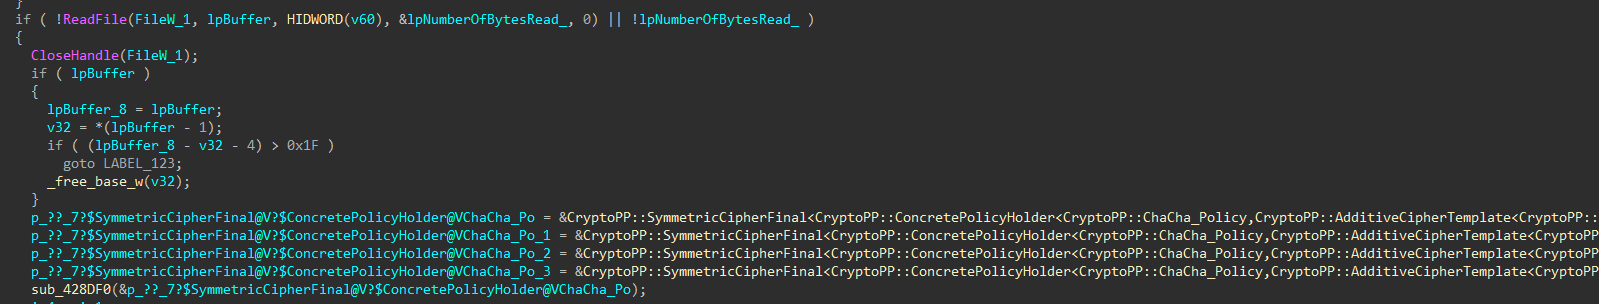 }
if ( !ReadFile(FileW_1, lpBuffer, HIDWORD(v60), &lpNumberOfBytesRead_, 0) || !lpNumberOfBytesRead_ )
{
CloseHandle(FileW_1);
if ( lpBuffer )
{
lpBuffer_8 = lpBuffer;
v32 = *(lpBuffer - 1);
if ( (lpBuffer_8 - v32 - 4) > 0x1F )
goto LABEL_123;
_free_base_w(v32);
}
p_??_7?$SymmetricCipherFinal@V?$ConcretePolicyHolder@VChaCha_Po = &CryptoPP::SymmetricCipherFinal<CryptoPP::ConcretePolicyHolder<CryptoPP::ChaCha_Policy,CryptoPP::AdditiveCipherTemplate<CryptoPP::
p_??_7?$SymmetricCipherFinal@V?$ConcretePolicyHolder@VChaCha_Po_1 = &CryptoPP::SymmetricCipherFinal<CryptoPP::ConcretePolicyHolder<CryptoPP::ChaCha_Policy,CryptoPP::AdditiveCipherTemplate<CryptoPP
p_??_7?$SymmetricCipherFinal@V?$ConcretePolicyHolder@VChaCha_Po_2 = &CryptoPP::SymmetricCipherFinal<CryptoPP::ConcretePolicyHolder<CryptoPP::ChaCha_Policy,CryptoPP::AdditiveCipherTemplate<CryptoPP
p_??_7?$SymmetricCipherFinal@V?$ConcretePolicyHolder@VChaCha_Po_3 = &CryptoPP::SymmetricCipherFinal<CryptoPP::ConcretePolicyHolder<CryptoPP::ChaCha_Policy,CryptoPP::AdditiveCipherTemplate<CryptoPP
sub_428DF0(&p_??_7?$SymmetricCipherFinal@V?$ConcretePolicyHolder@VChaCha_Po);